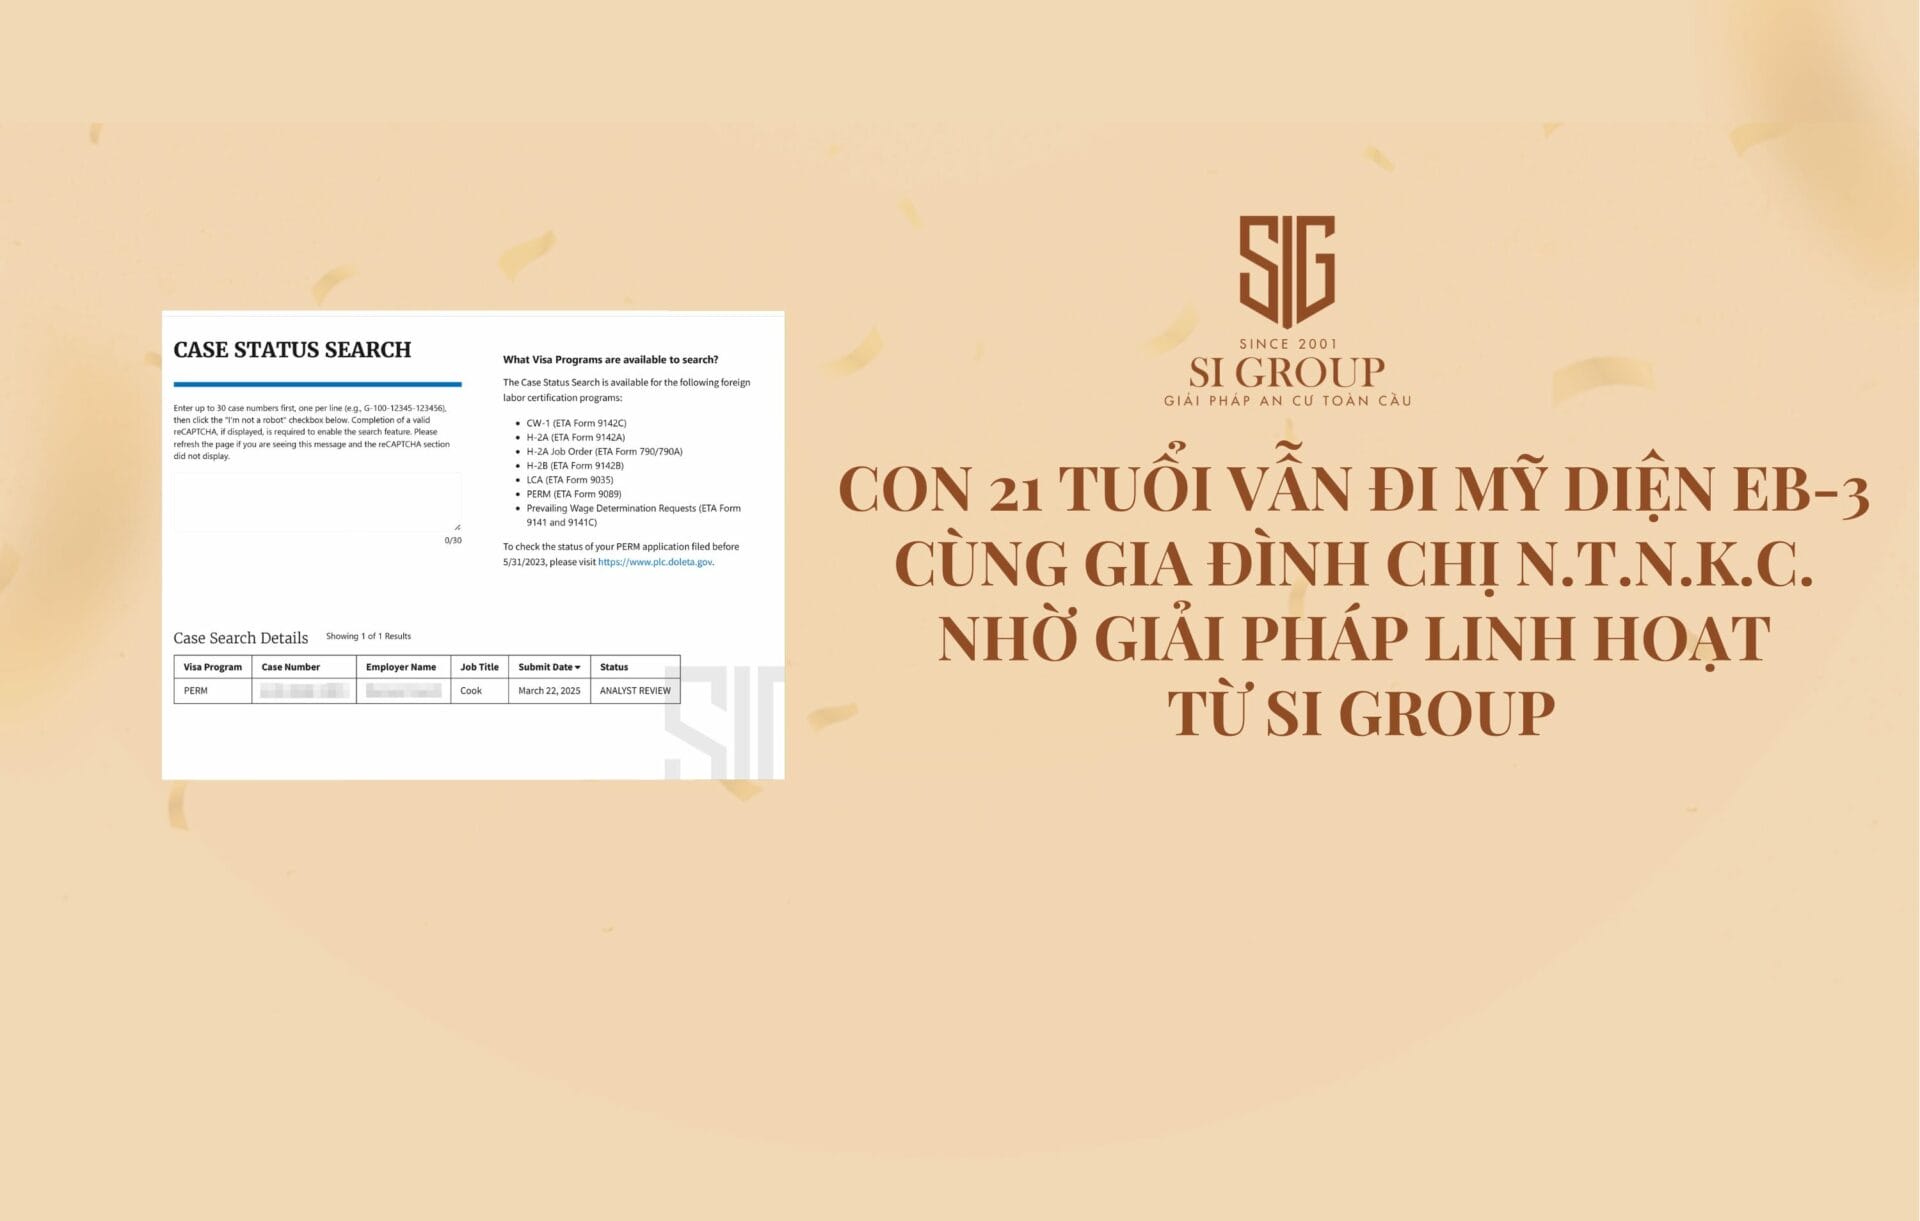 CASE STATUS SEARCH
Enter up to 30 case numbers first, one per line (e.g., G-100-12345-123456),
then click the "I'm not a robot" checkbox below. Completion of a valid
reCAPTCHA, if displayed, is required to enable the search feature. Please
refresh the page if you are seeing this message and the reCAPTCHA section
did not display.
0/30
What Visa Programs are available to search?
The Case Status Search is available for the following foreign
labor certification programs:
• CW-1 (ETA Form 9142C)
• H-2A (ETA Form 9142A)
• H-2A Job Order (ETA Form 790/790A)
• H-2B (ETA Form 9142B)
• LCA (ETA Form 9035)
• PERM (ETA Form 9089)
• Prevailing Wage Determination Requests (ETA Form
9141 and 9141C)
To check the status of your PERM application filed before
5/31/2023, please visit https://www.plc.doleta.gov.
Case Search Details Showing 1 of 1 Results
Visa Program Case Number Employer Name Job Title Submit Date Status
PERM Cook March 22, 2025 ANALYST REVIEW
SIG
SIG
SINCE 2001
SI GROUP
GIẢI PHÁP AN CƯ TOÀN CẦU
CON 21 TUỔI VẪN ĐI MỸ DIỆN EB-3
CÙNG GIA ĐÌNH CHỊ N.T.N.K.C.
NHỜ GIẢI PHÁP LINH HOẠT
TỪ SI GROUP